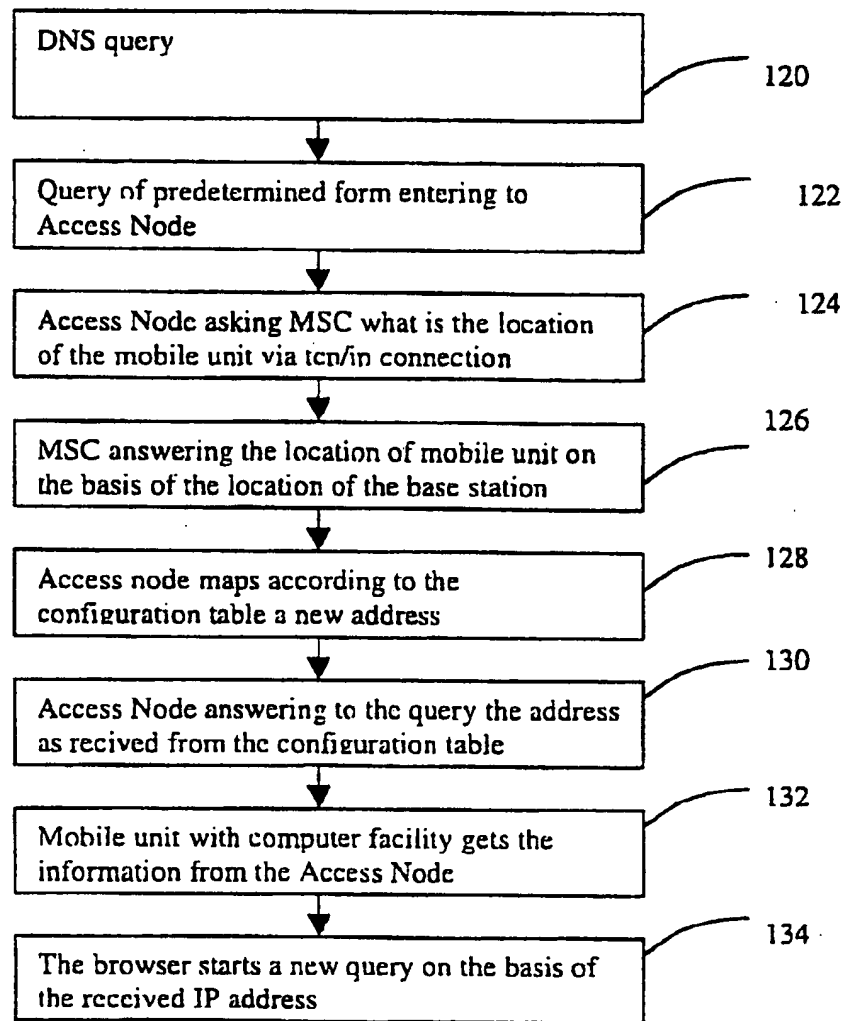 DNS query
120
Query of predetermined form entering to
Access Node
122
Access Node asking MSC what is the location
of the mobile unit via tcp/ip connection
124
MSC answering the location of mobile unit on
the basis of the location of the base station
126
Access node maps according to the
configuration table a new address
128
Access Node answering to the query the address
as recived from the configuration table
130
Mobile unit with computer facility gets the
information from the Access Node
132
The browser starts a new query on the basis of
the received IP address
134